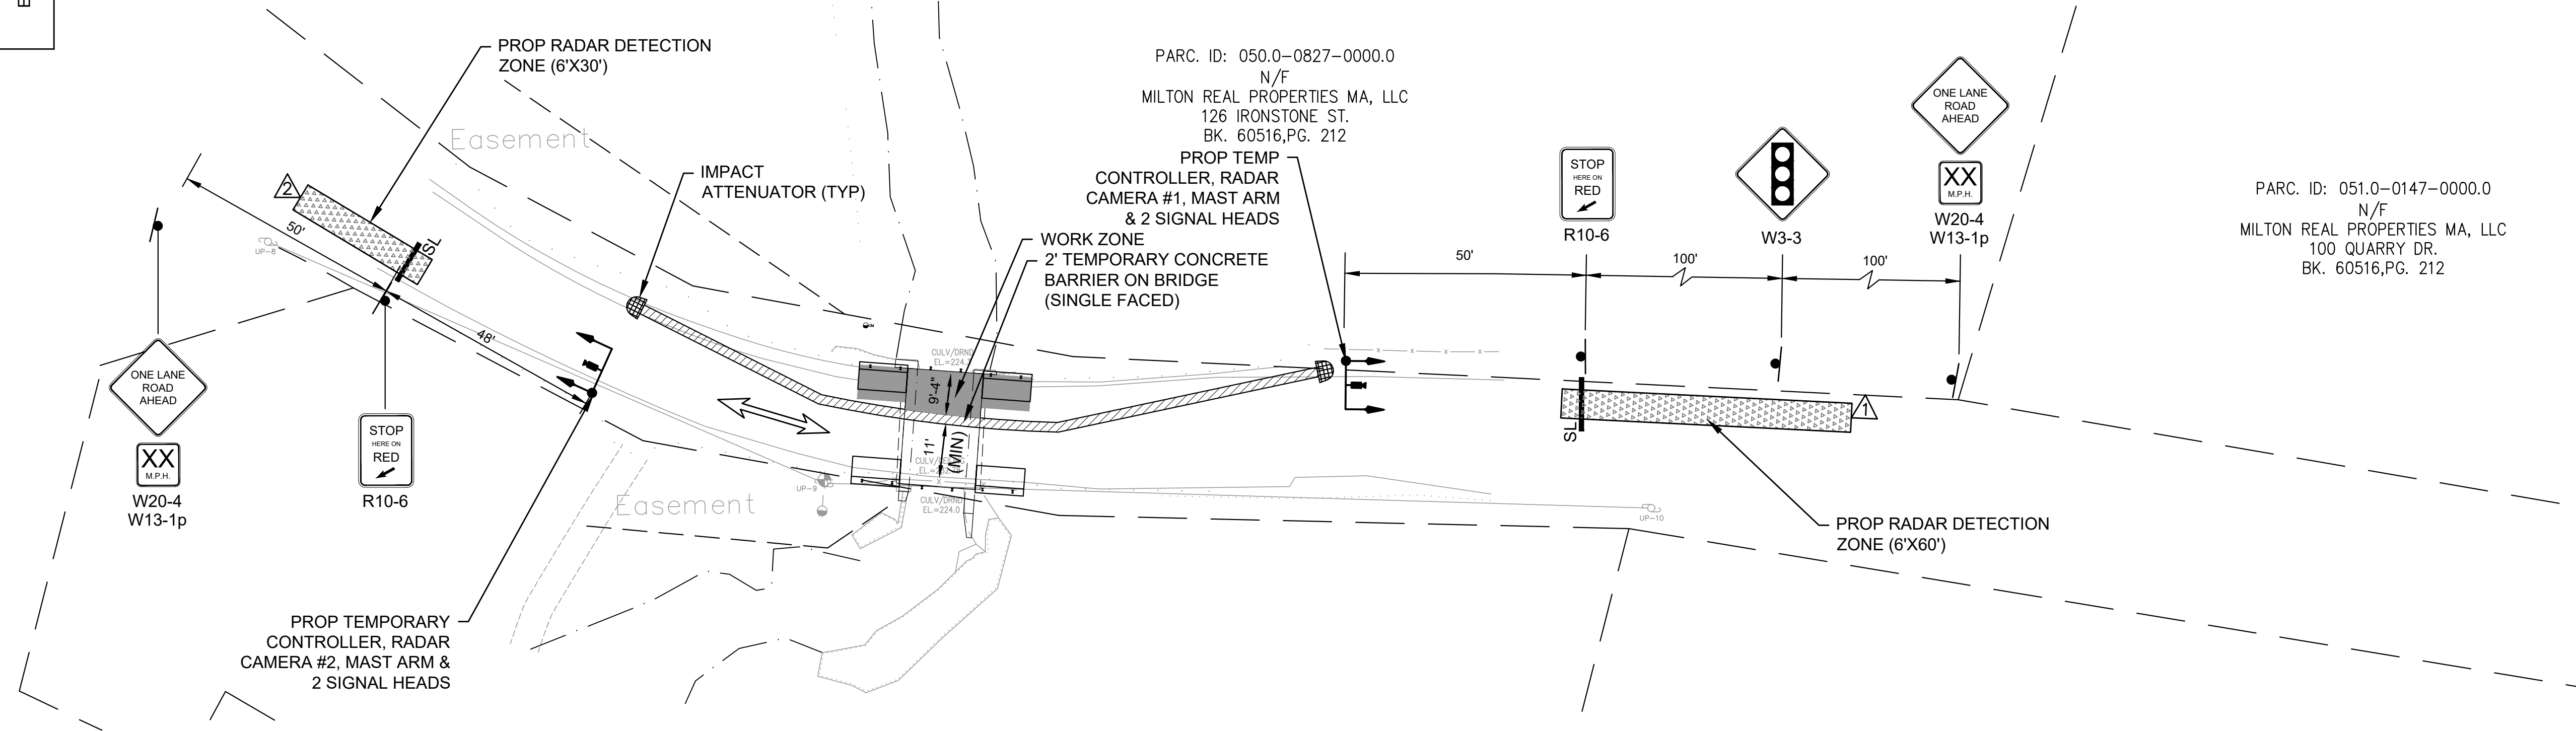 PROP RADAR DETECTION
ZONE (6'X30')
Easement
2
50'
UP-8
SL
48'
IMPACT
ATTENUATOR (TYP)
PARC. ID: 050.0-0827-0000.0
N/F
MILTON REAL PROPERTIES MA, LLC
126 IRONSTONE ST.
BK. 60516,PG. 212
PROP TEMP
CONTROLLER, RADAR
CAMERA #1, MAST ARM
& 2 SIGNAL HEADS
WORK ZONE
2' TEMPORARY CONCRETE
BARRIER ON BRIDGE
(SINGLE FACED)
50'
100'
100'
STOP
HERE ON
RED
R10-6
W3-3
ONE LANE
ROAD
AHEAD
XX
M.P.H.
W20-4
W13-1p
PARC. ID: 051.0-0147-0000.0
N/F
MILTON REAL PROPERTIES MA, LLC
100 QUARRY DR.
BK. 60516,PG. 212
ONE LANE
ROAD
AHEAD
XX
M.P.H.
W20-4
W13-1p
STOP
HERE ON
RED
R10-6
CULV/DRND
9'-4"
11'
(MIN)
UP-9
CULV/DRND
EL.=224.0
Easement
SL
1
UP-10
PROP RADAR DETECTION
ZONE (6'X60')
PROP TEMPORARY
CONTROLLER, RADAR
CAMERA #2, MAST ARM &
2 SIGNAL HEADS